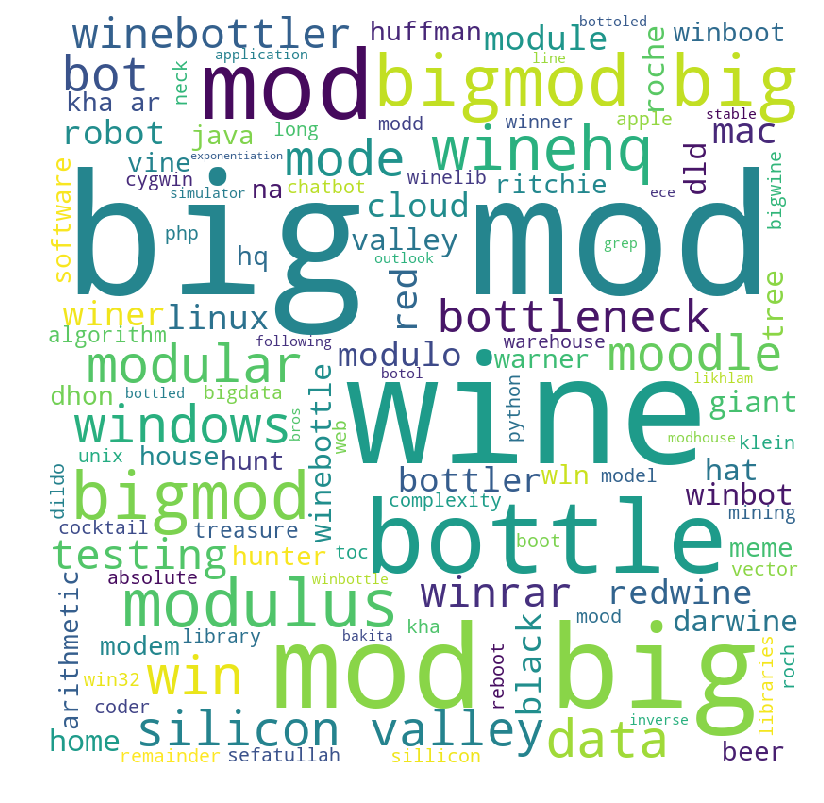 winebottler
application
huffman
bottoled
module
winboot
bot
neck
mod
bigmod
line
big
roche
kha ar
robot
java
long
modd
winner
apple
stable
mac
vine
exponentiation
mode
winehq
dld
cygwin
simulator
na
chatbot
winelib
ritchie
ece
bigwine
software
big mod
cloud
php
hq
valley
grep
outlook
red
tree
winer
linux
bottleneck
algorithm
following
modulo
warehouse
warner
moodle
modular
botol
wine
likhlam
dhon
bottled
bigdata
winebottle
python
giant
windows
bros
web
modhouse
klein
unix
house
hunt
bottler
wln
model
hat
dildo
bigmod
complexity
winbot
cocktail
treasure
bottle
mining
testing
hunter
toc
boot
meme
absolute
winbottle
vector
modulus
winrar
redwine
arithmetic
modem
library
bakita
kha
mood
darwine
win32
win
mod big
reboot
black
libraries
roch
coder
silicon valley
inverse
home
remainder
sefatullah
sillicon
data
beer